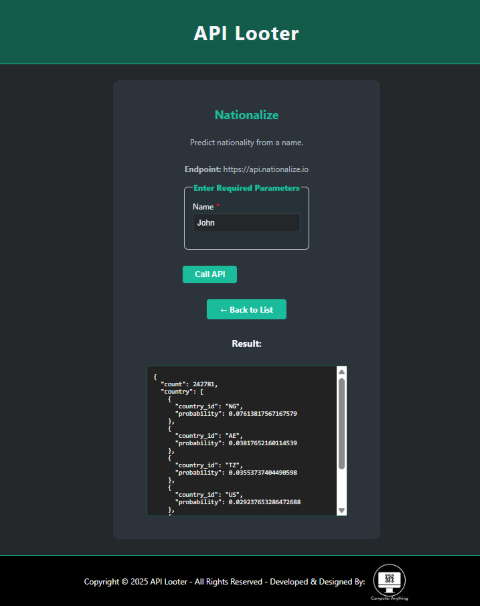 API Looter
Nationalize
Predict nationality from a name.
Endpoint: https://api.nationalize.io
Enter Required Parameters
Name *
John
Call API
← Back to List
Result:
{
"count": 242781,
"country": [
{
"country_id": "NG",
"probability": 0.07613817567167579
},
{
"country_id": "AE",
"probability": 0.03817652160114539
},
{
"country_id": "TZ",
"probability": 0.03553737404490598
},
{
"country_id": "US",
"probability": 0.029237653286472688
},
Copyright © 2025 API Looter - All Rights Reserved - Developed & Designed By:
Computer Anything